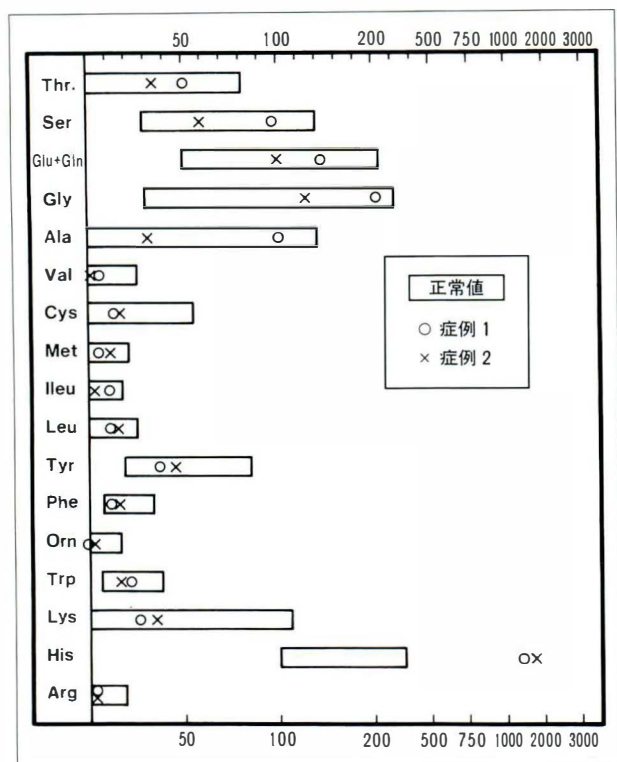 50 100 200 500 750 1000 2000 3000
Thr.
Ser
Glu+Gln
Gly
Ala
Val
Cys
Met
Ileu
Leu
Tyr
Phe
Orn
Trp
Lys
His
Arg
正常値
○ 症例 1
× 症例 2
50 100 200 500 750 1000 2000 3000